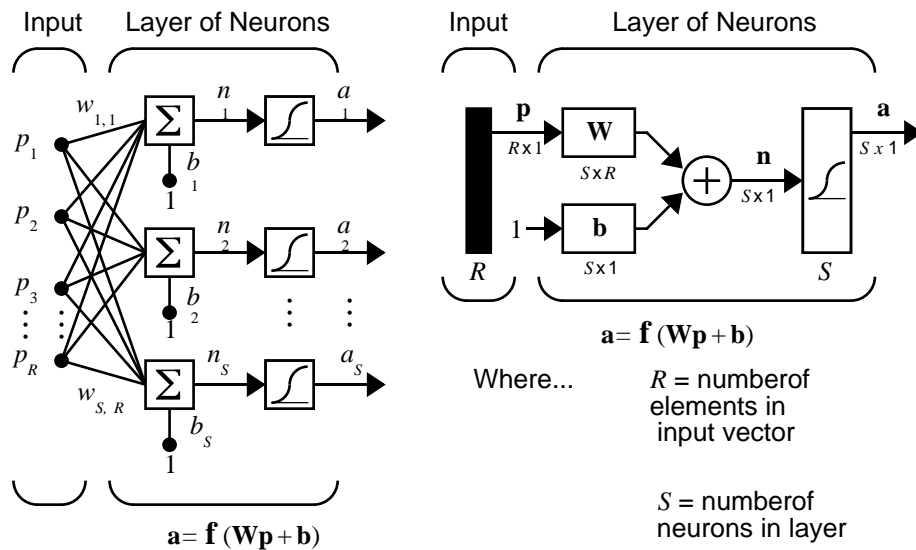 Input Layer of Neurons
w1,1
n1 a1
p1
Σ
b1
1
p2
n2 a2
Σ
p3
b2
1
pR
nS aS
Σ
wS, R
bS
1
a= f (Wp + b)
Input Layer of Neurons
p
R x 1
W
S x R
n
S x 1
a
S x 1
+
1
b
S x 1
R
S
a= f (Wp + b)
Where... R = numberof
elements in
input vector
S = numberof
neurons in layer